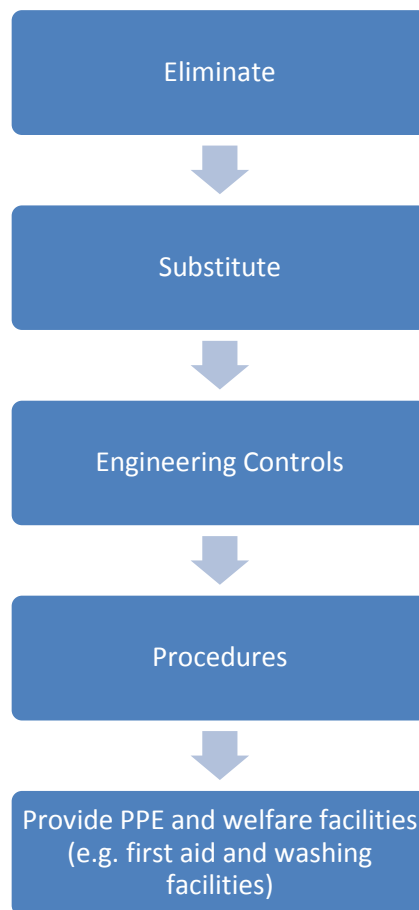 Eliminate
Substitute
Engineering Controls
Procedures
Provide PPE and welfare facilities
(e.g. first aid and washing
facilities)